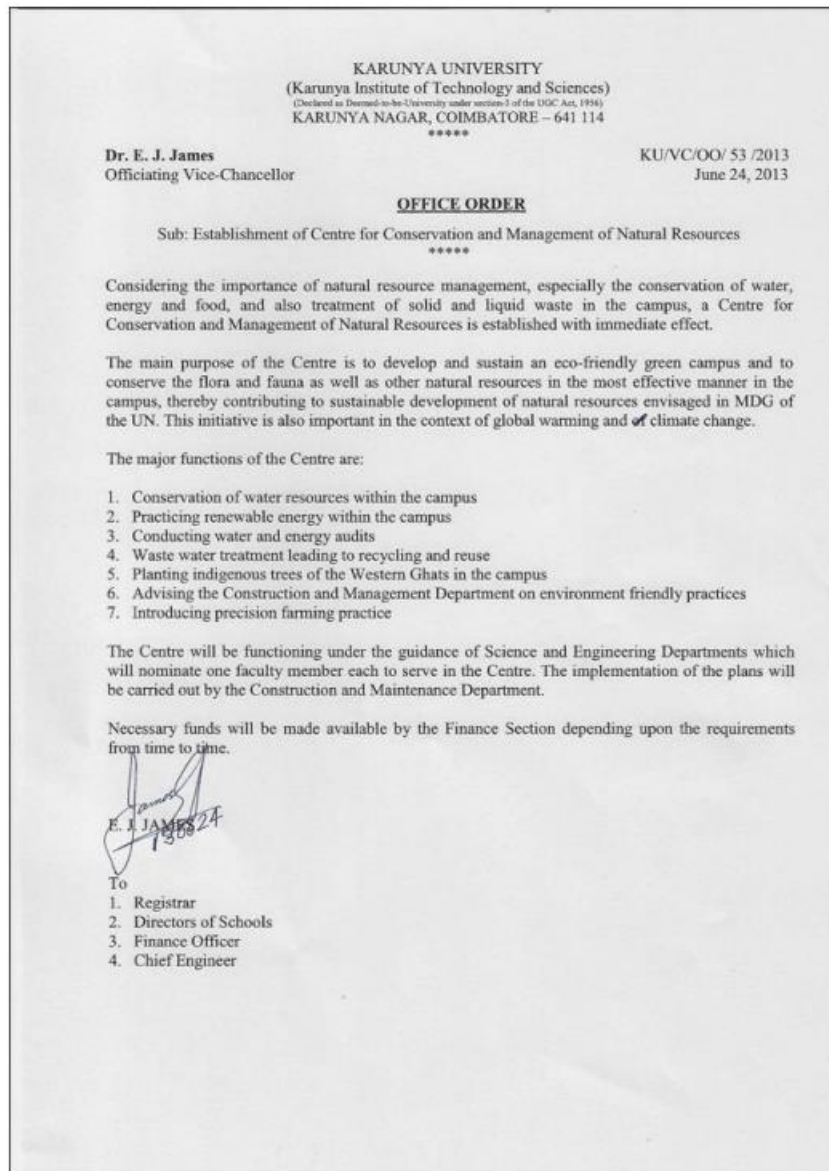 KARUNYA UNIVERSITY
(Karunya Institute of Technology and Sciences)
(Declared as Deemed-to-be-University under section-3 of the UGC Act, 1956)
KARUNYA NAGAR, COIMBATORE – 641 114
*****
Dr. E. J. James KU/VC/OO/ 53 /2013
Officiating Vice-Chancellor June 24, 2013
OFFICE ORDER
Sub: Establishment of Centre for Conservation and Management of Natural Resources
*****
Considering the importance of natural resource management, especially the conservation of water,
energy and food, and also treatment of solid and liquid waste in the campus, a Centre for
Conservation and Management of Natural Resources is established with immediate effect.
The main purpose of the Centre is to develop and sustain an eco-friendly green campus and to
conserve the flora and fauna as well as other natural resources in the most effective manner in the
campus, thereby contributing to sustainable development of natural resources envisaged in MDG of
the UN. This initiative is also important in the context of global warming and of climate change.
The major functions of the Centre are:
1. Conservation of water resources within the campus
2. Practicing renewable energy within the campus
3. Conducting water and energy audits
4. Waste water treatment leading to recycling and reuse
5. Planting indigenous trees of the Western Ghats in the campus
6. Advising the Construction and Management Department on environment friendly practices
7. Introducing precision farming practice
The Centre will be functioning under the guidance of Science and Engineering Departments which
will nominate one faculty member each to serve in the Centre. The implementation of the plans will
be carried out by the Construction and Maintenance Department.
Necessary funds will be made available by the Finance Section depending upon the requirements
from time to time.
James
E. J. JAMES
130624
To
1. Registrar
2. Directors of Schools
3. Finance Officer
4. Chief Engineer